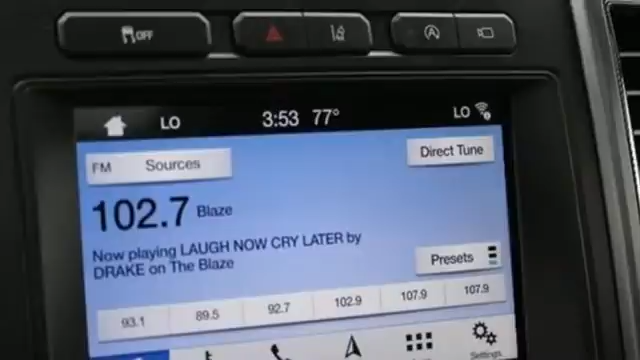 OFF
A
LO 3:53 77° LO
FM Sources Direct Tune
102.7 Blaze
Now playing LAUGH NOW CRY LATER by
DRAKE on The Blaze
Presets
93.1 89.5 92.7 102.9 107.9 107.9
Settings